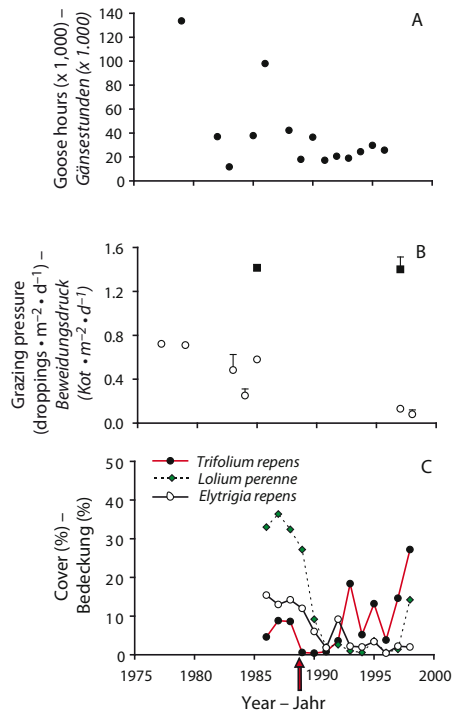 A
Goose hours (x 1,000) –
Gänsestunden (x 1.000)
140
120
100
80
60
40
20
0
B
Grazing pressure
(droppings • m−2 • d−1) –
Beweidungsdruck
(Kot • m−2 • d−1)
1.6
1.2
0.8
0.4
0.0
C
Trifolium repens
Lolium perenne
Elytrigia repens
Cover (%) –
Bedeckung (%)
50
40
30
20
10
0
1975 1980 1985 1990 1995 2000
Year – Jahr